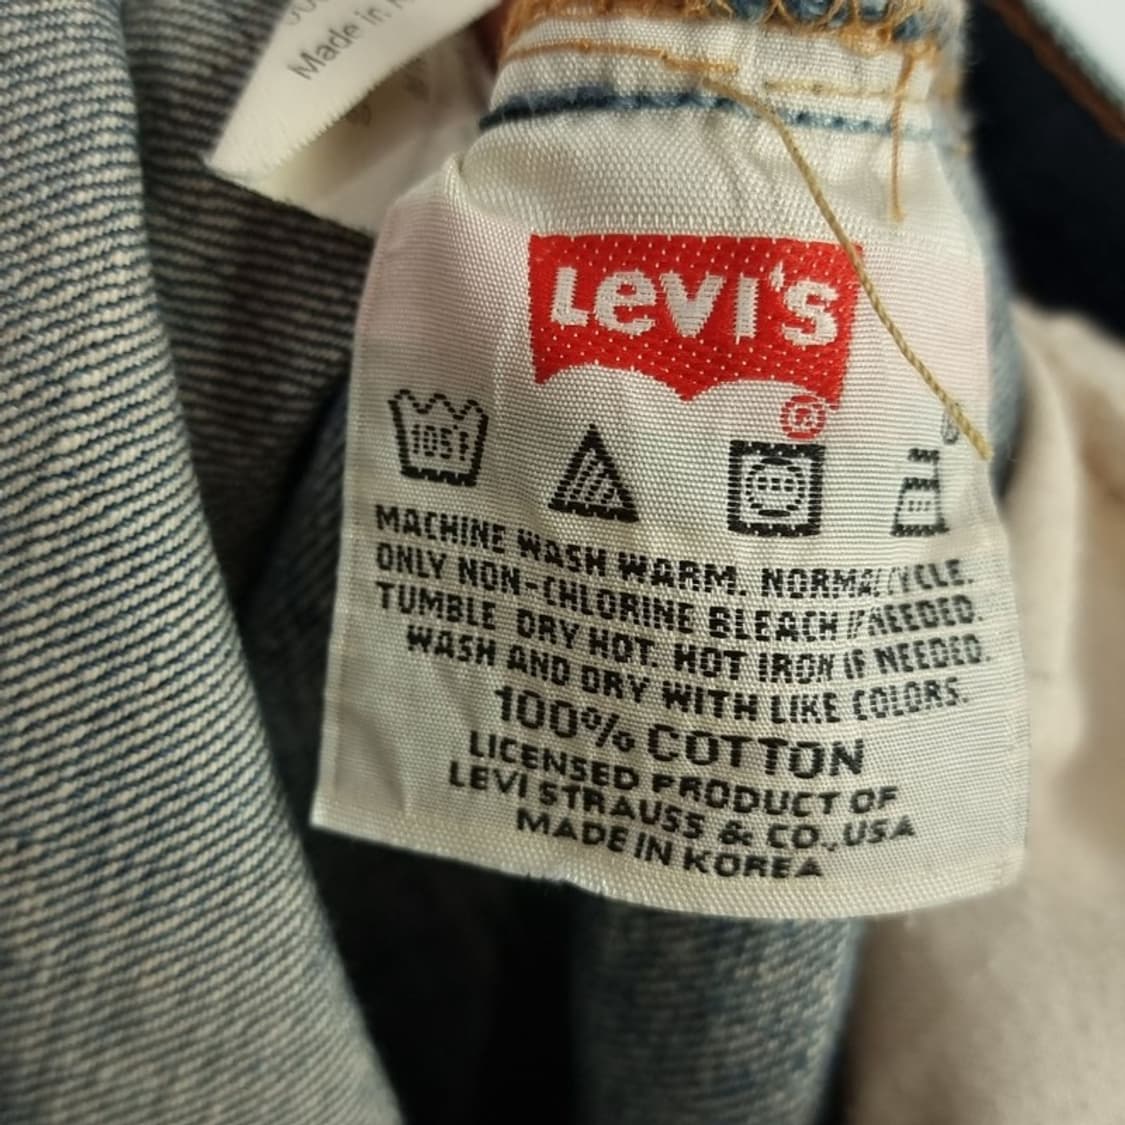 Made in
Levi's
®
105F
MACHINE WASH WARM. NORMAL CYCLE.
ONLY NON-CHLORINE BLEACH IF NEEDED.
TUMBLE DRY HOT. HOT IRON IF NEEDED.
WASH AND DRY WITH LIKE COLORS.
100% COTTON
LICENSED PRODUCT OF
LEVI STRAUSS & CO., USA
MADE IN KOREA